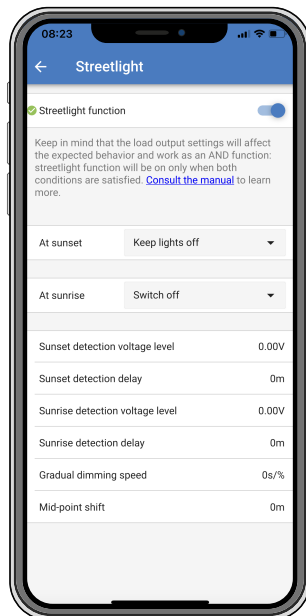 08:23
Streetlight
Streetlight function
Keep in mind that the load output settings will affect
the expected behavior and work as an AND function:
streetlight function will be on only when both
conditions are satisfied. Consult the manual to learn
more.
At sunset Keep lights off
At sunrise Switch off
Sunset detection voltage level 0.00V
Sunset detection delay 0m
Sunrise detection voltage level 0.00V
Sunrise detection delay 0m
Gradual dimming speed 0s/%
Mid-point shift 0m